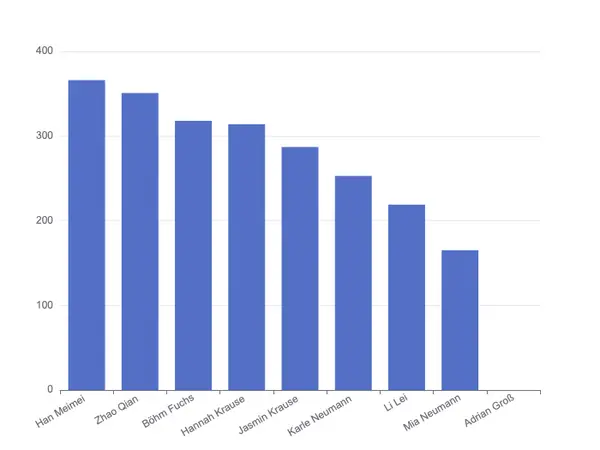 400
300
200
100
0
Han Meimei
Zhao Qian
Böhm Fuchs
Hannah Krause
Jasmin Krause
Karle Neumann
Li Lei
Mia Neumann
Adrian Groß